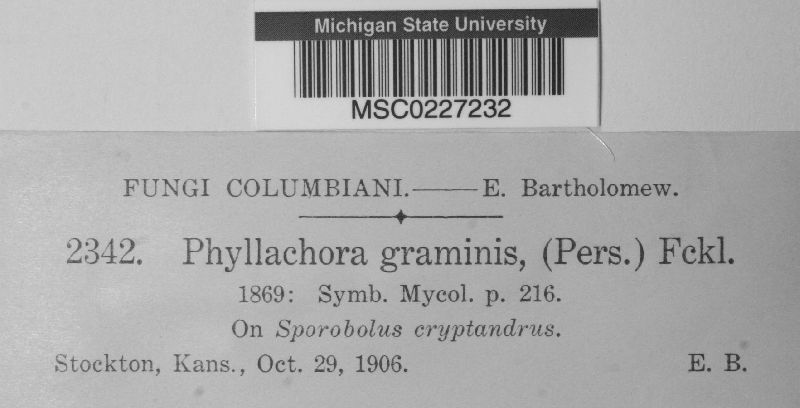 Michigan State University
MSC0227232
FUNGI COLUMBIANI.——E. Bartholomew.
2342. Phyllachora graminis, (Pers.) Fckl.
1869: Symb. Mycol. p. 216.
On Sporobolus cryptandrus.
Stockton, Kans., Oct. 29, 1906. E. B.